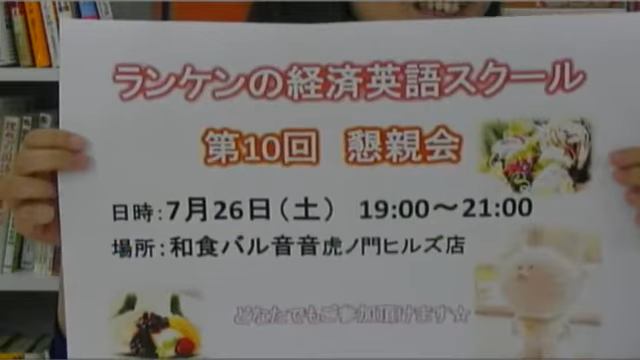 ランケンの経済英語スクール
第10回 懇親会
日時：7月26日（土） 19:00～21:00
場所：和食バル音音虎ノ門ヒルズ店
どなたでもご参加頂けます☆